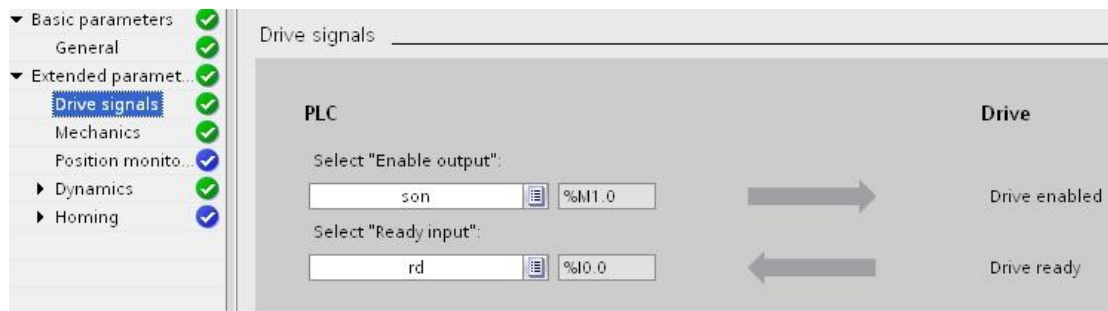 Basic parameters
General
Extended paramet...
Drive signals
Mechanics
Position monito...
Dynamics
Homing
Drive signals
PLC
Drive
Select "Enable output":
son
%M1.0
Drive enabled
Select "Ready input":
rd
%I0.0
Drive ready